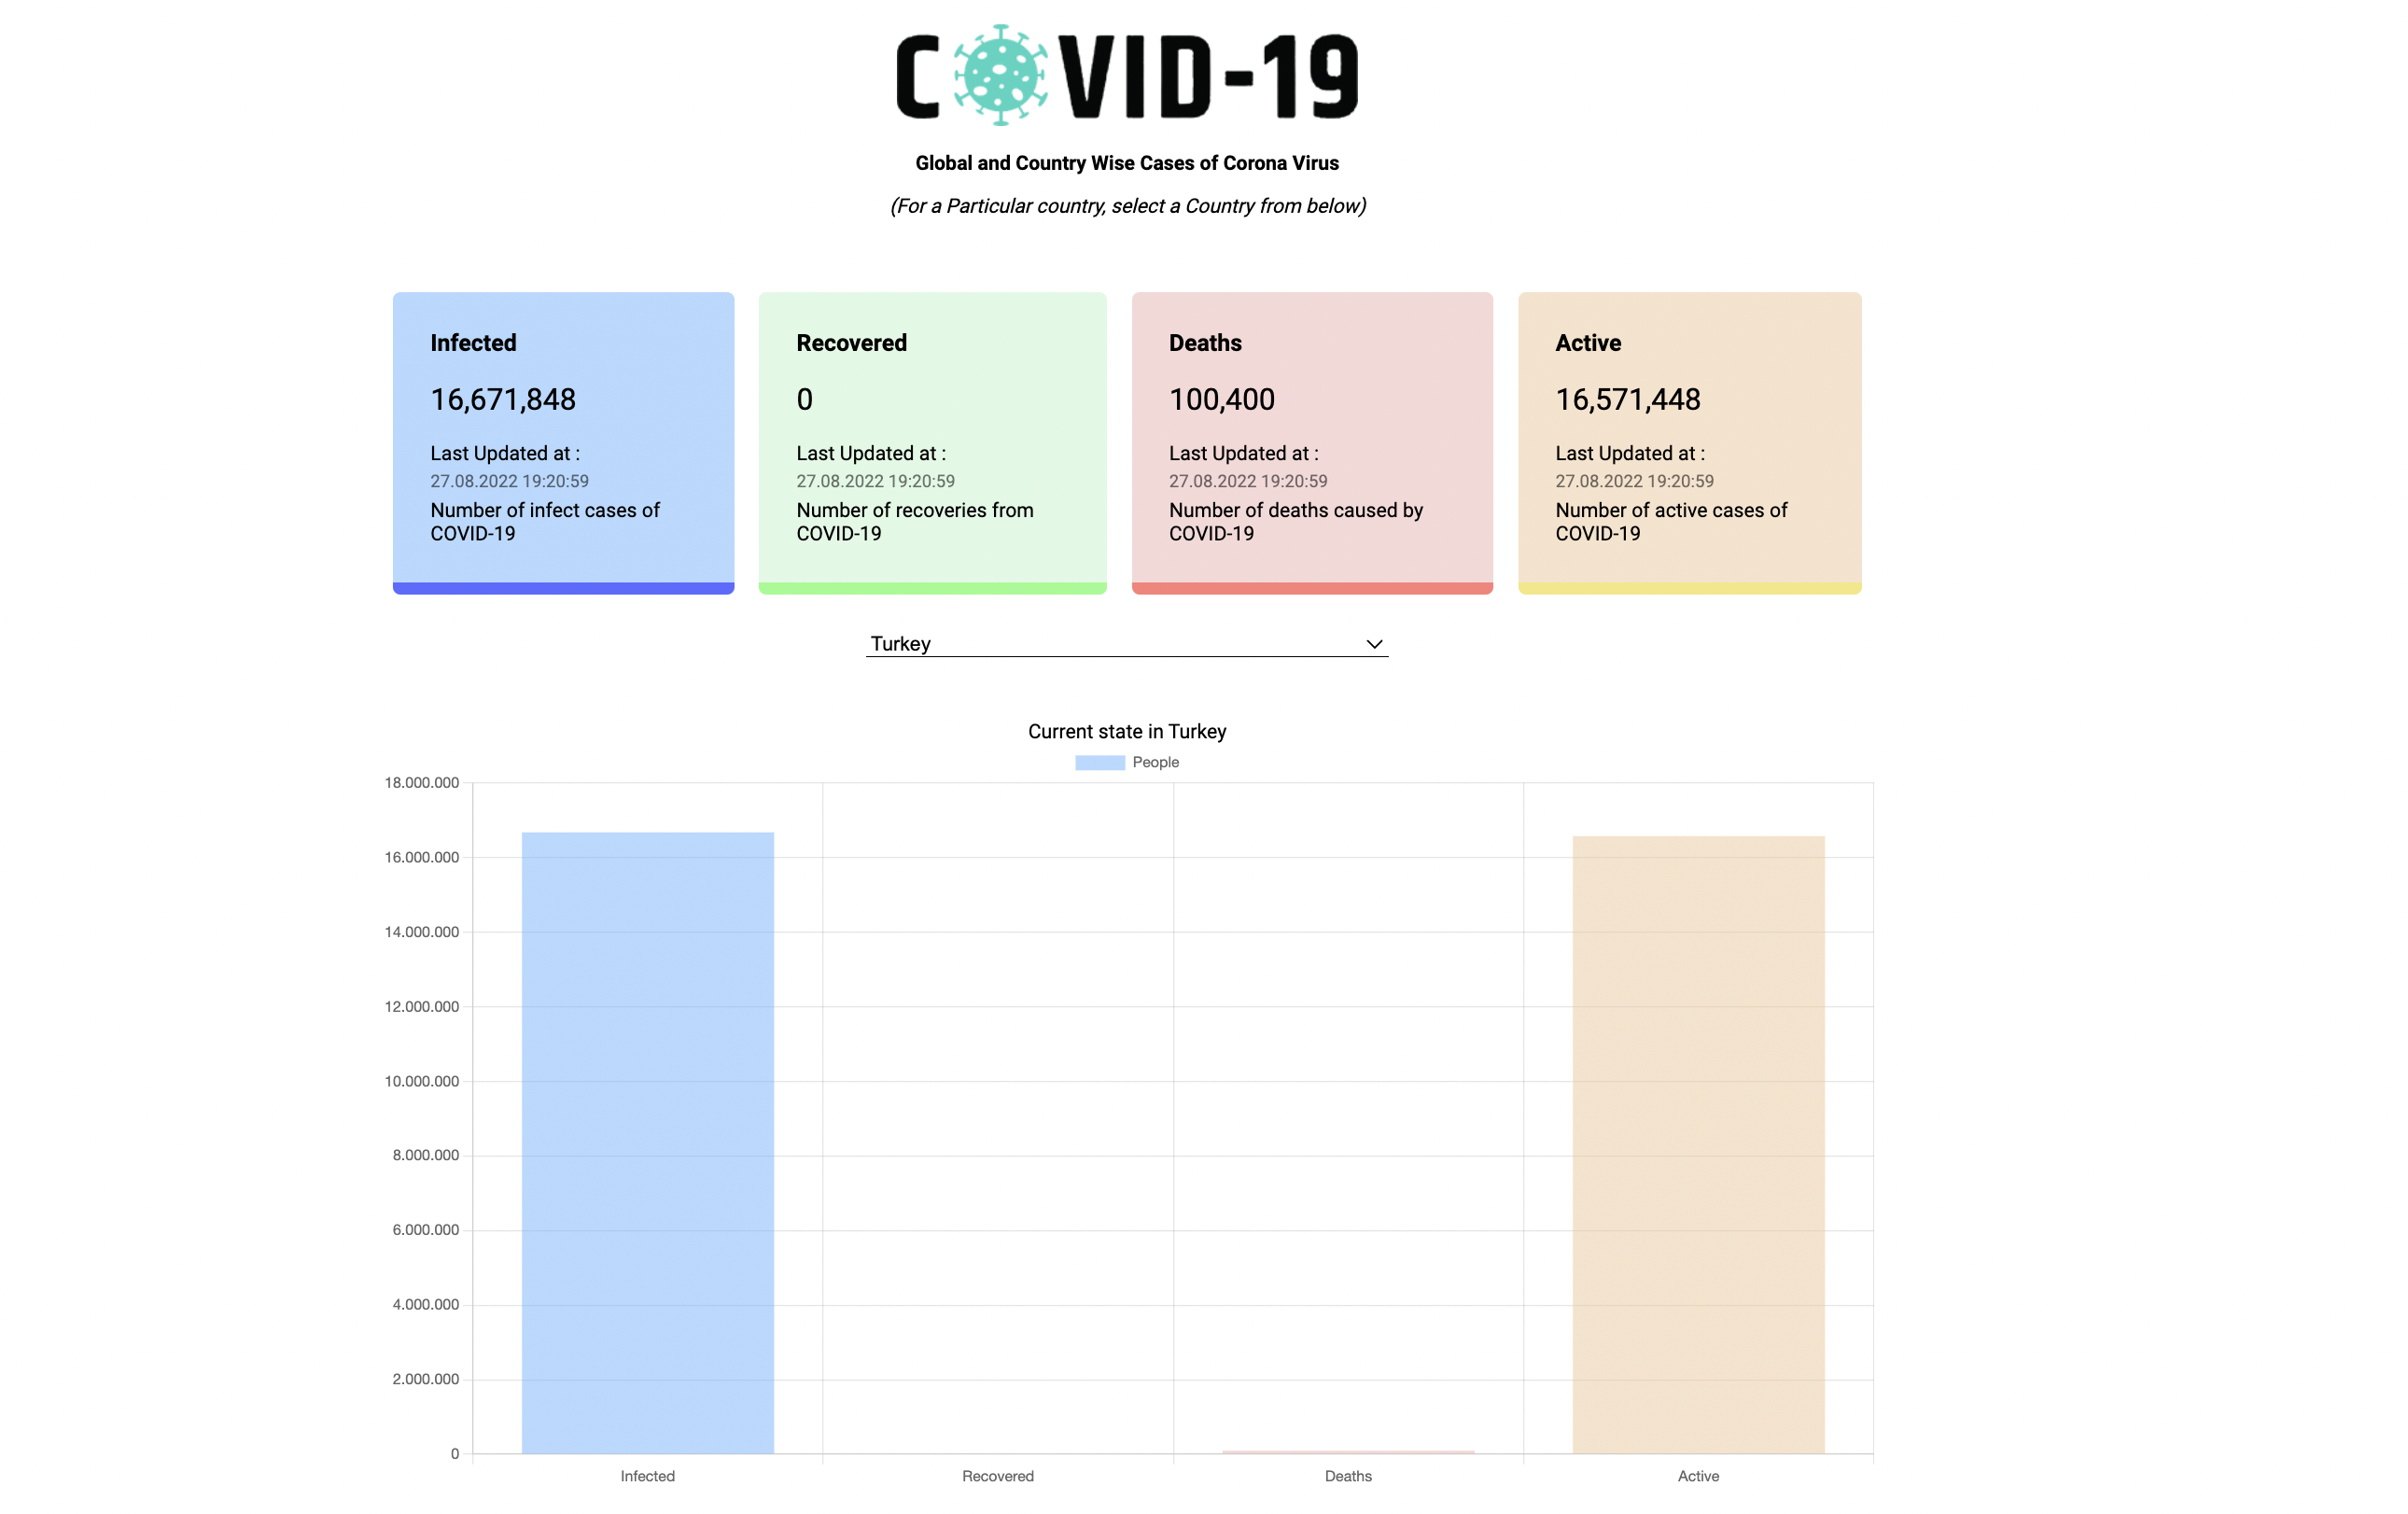 COVID-19
Global and Country Wise Cases of Corona Virus
(For a Particular country, select a Country from below)
Infected
16,671,848
Last Updated at :
27.08.2022 19:20:59
Number of infect cases of
COVID-19
Recovered
0
Last Updated at :
27.08.2022 19:20:59
Number of recoveries from
COVID-19
Deaths
100,400
Last Updated at :
27.08.2022 19:20:59
Number of deaths caused by
COVID-19
Active
16,571,448
Last Updated at :
27.08.2022 19:20:59
Number of active cases of
COVID-19
Turkey
Current state in Turkey
People
18.000.000
16.000.000
14.000.000
12.000.000
10.000.000
8.000.000
6.000.000
4.000.000
2.000.000
0
Infected Recovered Deaths Active